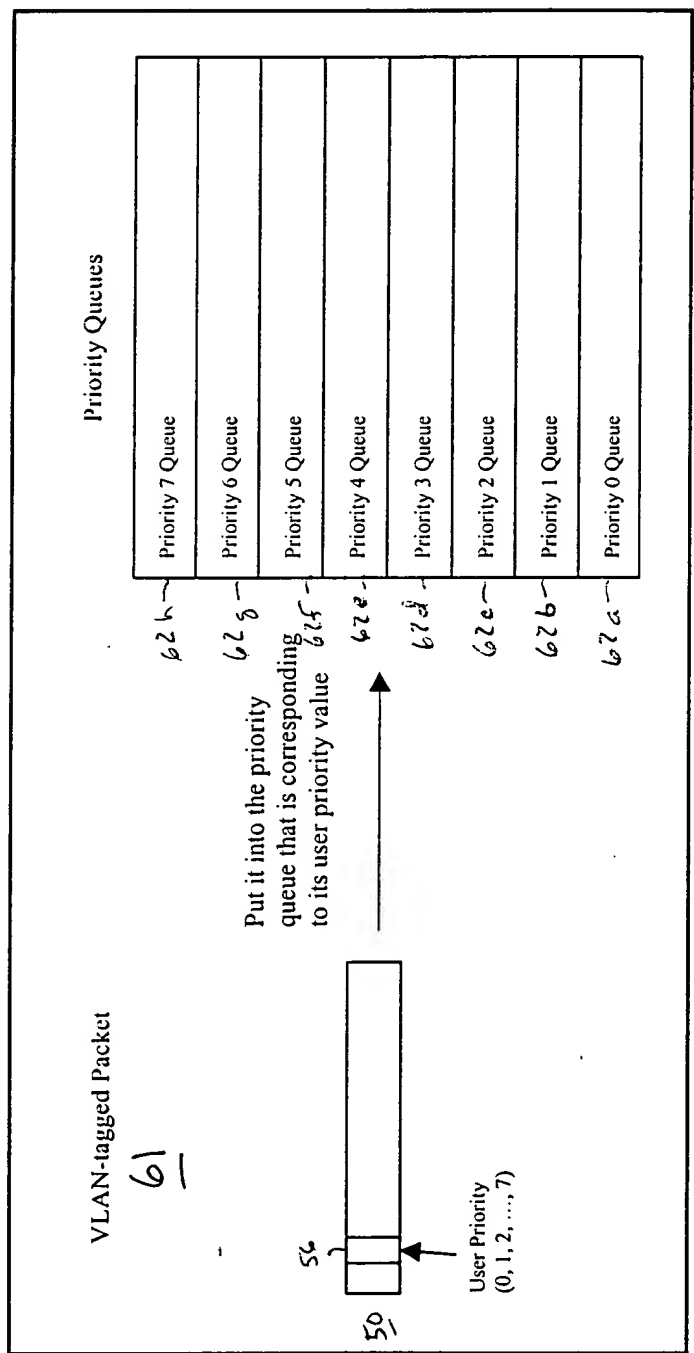 VLAN-tagged Packet
61
50
56
User Priority
(0, 1, 2, ..., 7)
Put it into the priority
queue that is corresponding
to its user priority value
Priority Queues
62h
Priority 7 Queue
62g
Priority 6 Queue
62f
Priority 5 Queue
62e
Priority 4 Queue
62d
Priority 3 Queue
62c
Priority 2 Queue
62b
Priority 1 Queue
62a
Priority 0 Queue